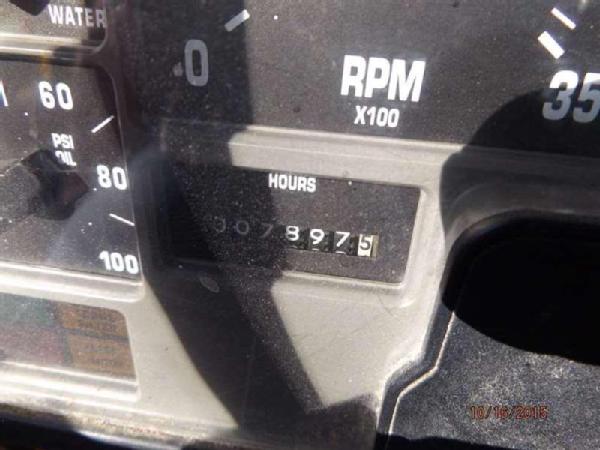 WATER
0
RPM
X100
35
60
PSI
OIL
80
100
HOURS
0078975
10/16/2015